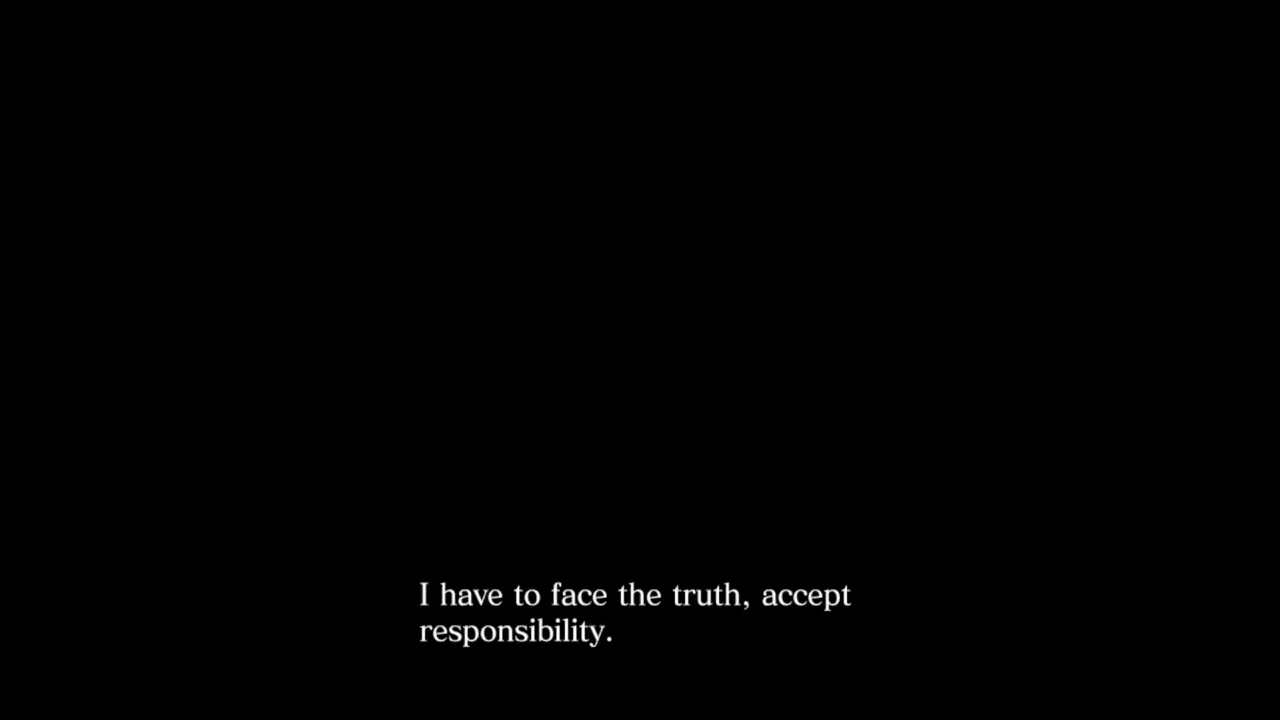 I have to face the truth, accept
responsibility.